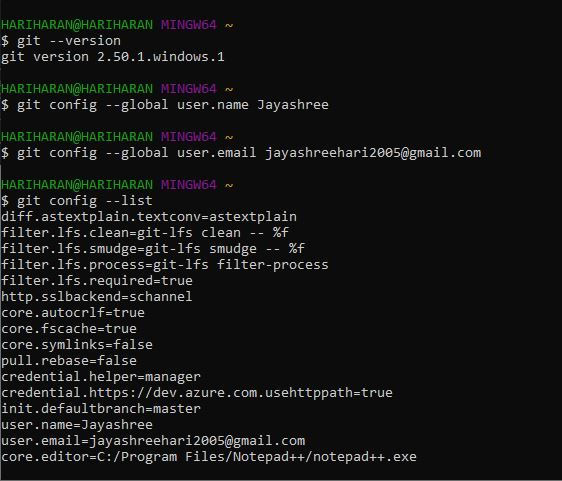 HARIHARAN@HARIHARAN MINGW64 ~
$ git --version
git version 2.50.1.windows.1
HARIHARAN@HARIHARAN MINGW64 ~
$ git config --global user.name Jayashree
HARIHARAN@HARIHARAN MINGW64 ~
$ git config --global user.email jayashreehari2005@gmail.com
HARIHARAN@HARIHARAN MINGW64 ~
$ git config --list
diff.astextplain.textconv=astextplain
filter.lfs.clean=git-lfs clean -- %f
filter.lfs.smudge=git-lfs smudge -- %f
filter.lfs.process=git-lfs filter-process
filter.lfs.required=true
http.sslbackend=schannel
core.autocrlf=true
core.fscache=true
core.symlinks=false
pull.rebase=false
credential.helper=manager
credential.https://dev.azure.com.usehttppath=true
init.defaultbranch=master
user.name=Jayashree
user.email=jayashreehari2005@gmail.com
core.editor=C:/Program Files/Notepad++/notepad++.exe